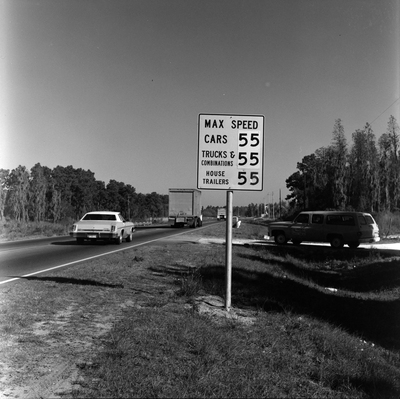 MAX SPEED
CARS 55
TRUCKS &
COMBINATIONS 55
HOUSE
TRAILERS 55